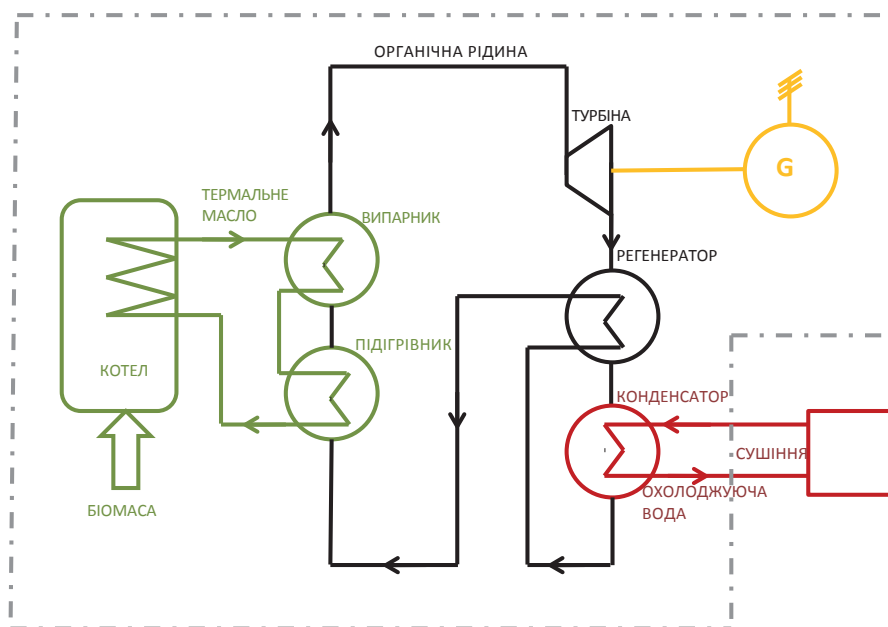 ОРГАНІЧНА РІДИНА
ТУРБІНА
G
ТЕРМАЛЬНЕ
МАСЛО
ВИПАРНИК
РЕГЕНЕРАТОР
ПІДІГРІВНИК
КОТЕЛ
КОНДЕНСАТОР
СУШІННЯ
ОХОЛОДЖУЮЧА
ВОДА
БІОМАСА